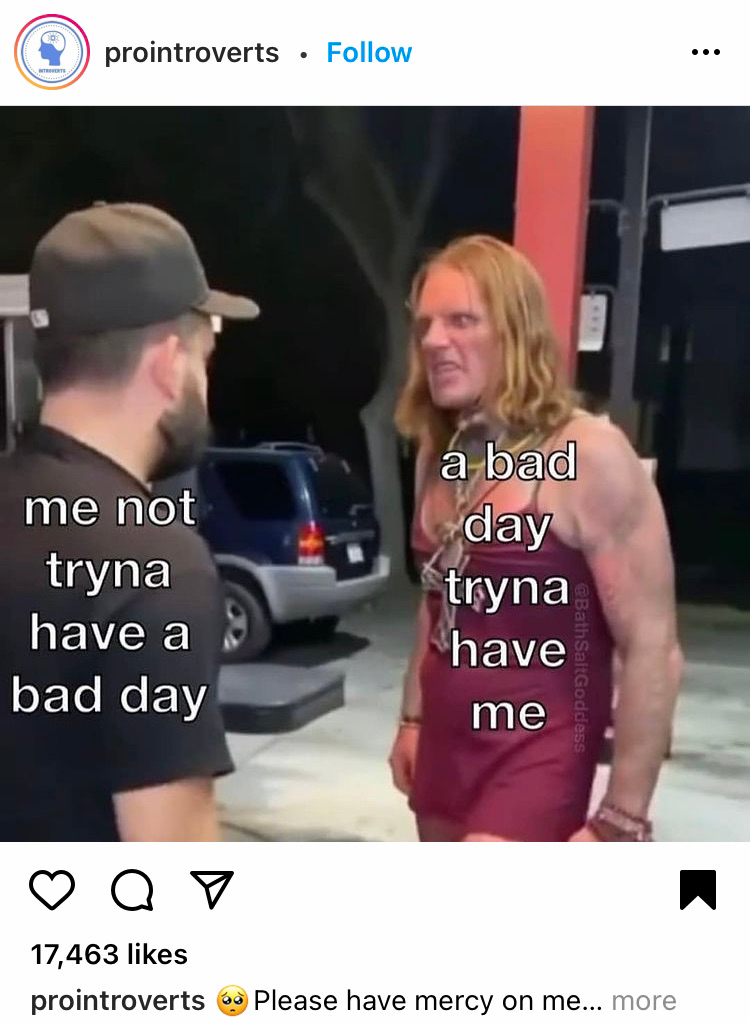 prointroverts • Follow
INTROVERTS
me not
tryna
have a
bad day
a bad
day
tryna
have
me
@BathSaltGoddess
17,463 likes
prointroverts 🥺Please have mercy on me... more